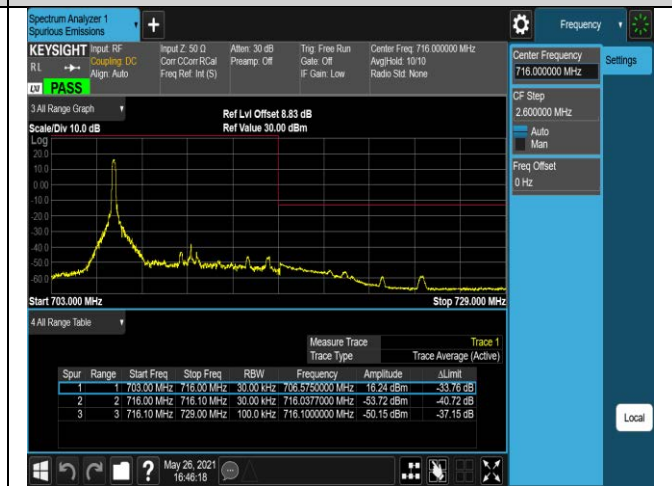 Spectrum Analyzer 1
Spurious Emissions
Frequency
KEYSIGHT Input: RF Input Z: 50 Ω Atten: 30 dB Trig: Free Run Center Freq: 716.000000 MHz
RL Coupling: DC Corr CCorr RCal Preamp: Off Gate: Off Avg|Hold: 10/10
Align: Auto Freq Ref: Int (S) IF Gain: Low Radio Std: None
LXI PASS
Center Frequency
716.000000 MHz
Settings
CF Step
2.600000 MHz
Auto
Man
Freq Offset
0 Hz
3 All Range Graph
Ref Lvl Offset 8.83 dB
Scale/Div 10.0 dB Ref Value 30.00 dBm
Log
20.0
10.0
0.00
-10.0
-20.0
-30.0
-40.0
-50.0
-60.0
Start 703.000 MHz Stop 729.000 MHz
4 All Range Table
Measure Trace Trace 1
Trace Type Trace Average (Active)
Spur Range Start Freq Stop Freq RBW Frequency Amplitude ΔLimit
1 1 703.00 MHz 716.00 MHz 30.00 kHz 706.5750000 MHz 16.24 dBm -33.76 dB
2 2 716.00 MHz 716.10 MHz 30.00 kHz 716.0377000 MHz -53.72 dBm -40.72 dB
3 3 716.10 MHz 729.00 MHz 100.0 kHz 716.1000000 MHz -50.15 dBm -37.15 dB
Local
May 26, 2021
16:46:18